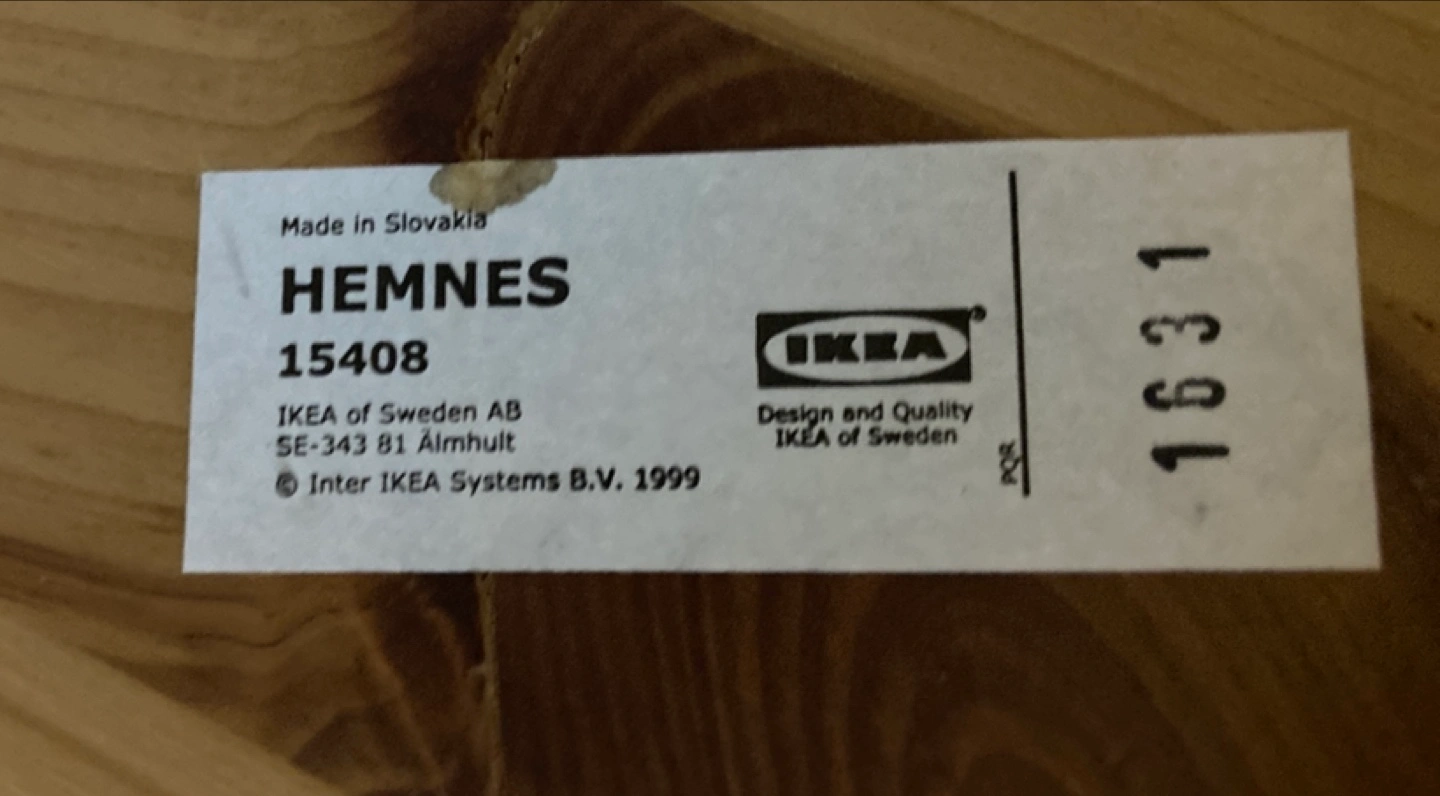 Made in Slovakia
HEMNES
15408
IKEA of Sweden AB
SE-343 81 Älmhult
© Inter IKEA Systems B.V. 1999
IKEA®
Design and Quality
IKEA of Sweden
1631